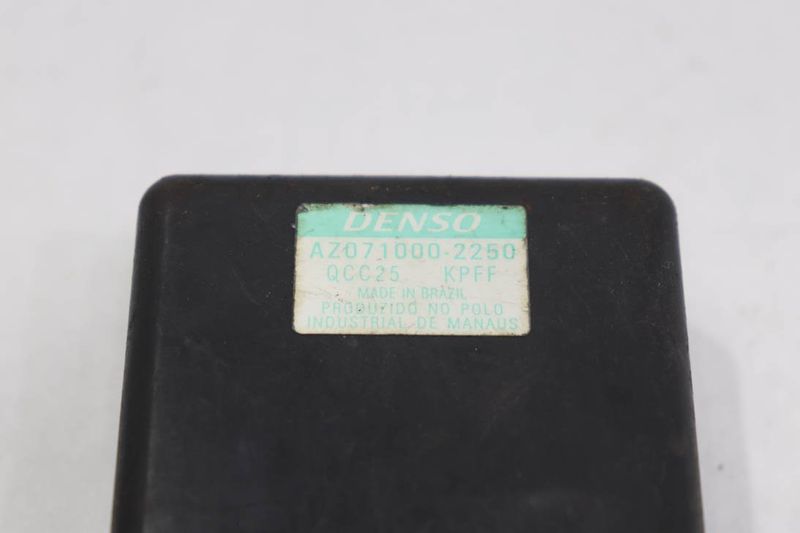 DENSO
AZ071000-2250
QCC25 KPFF
MADE IN BRAZIL
PRODUZIDO NO POLO
INDUSTRIAL DE MANAUS